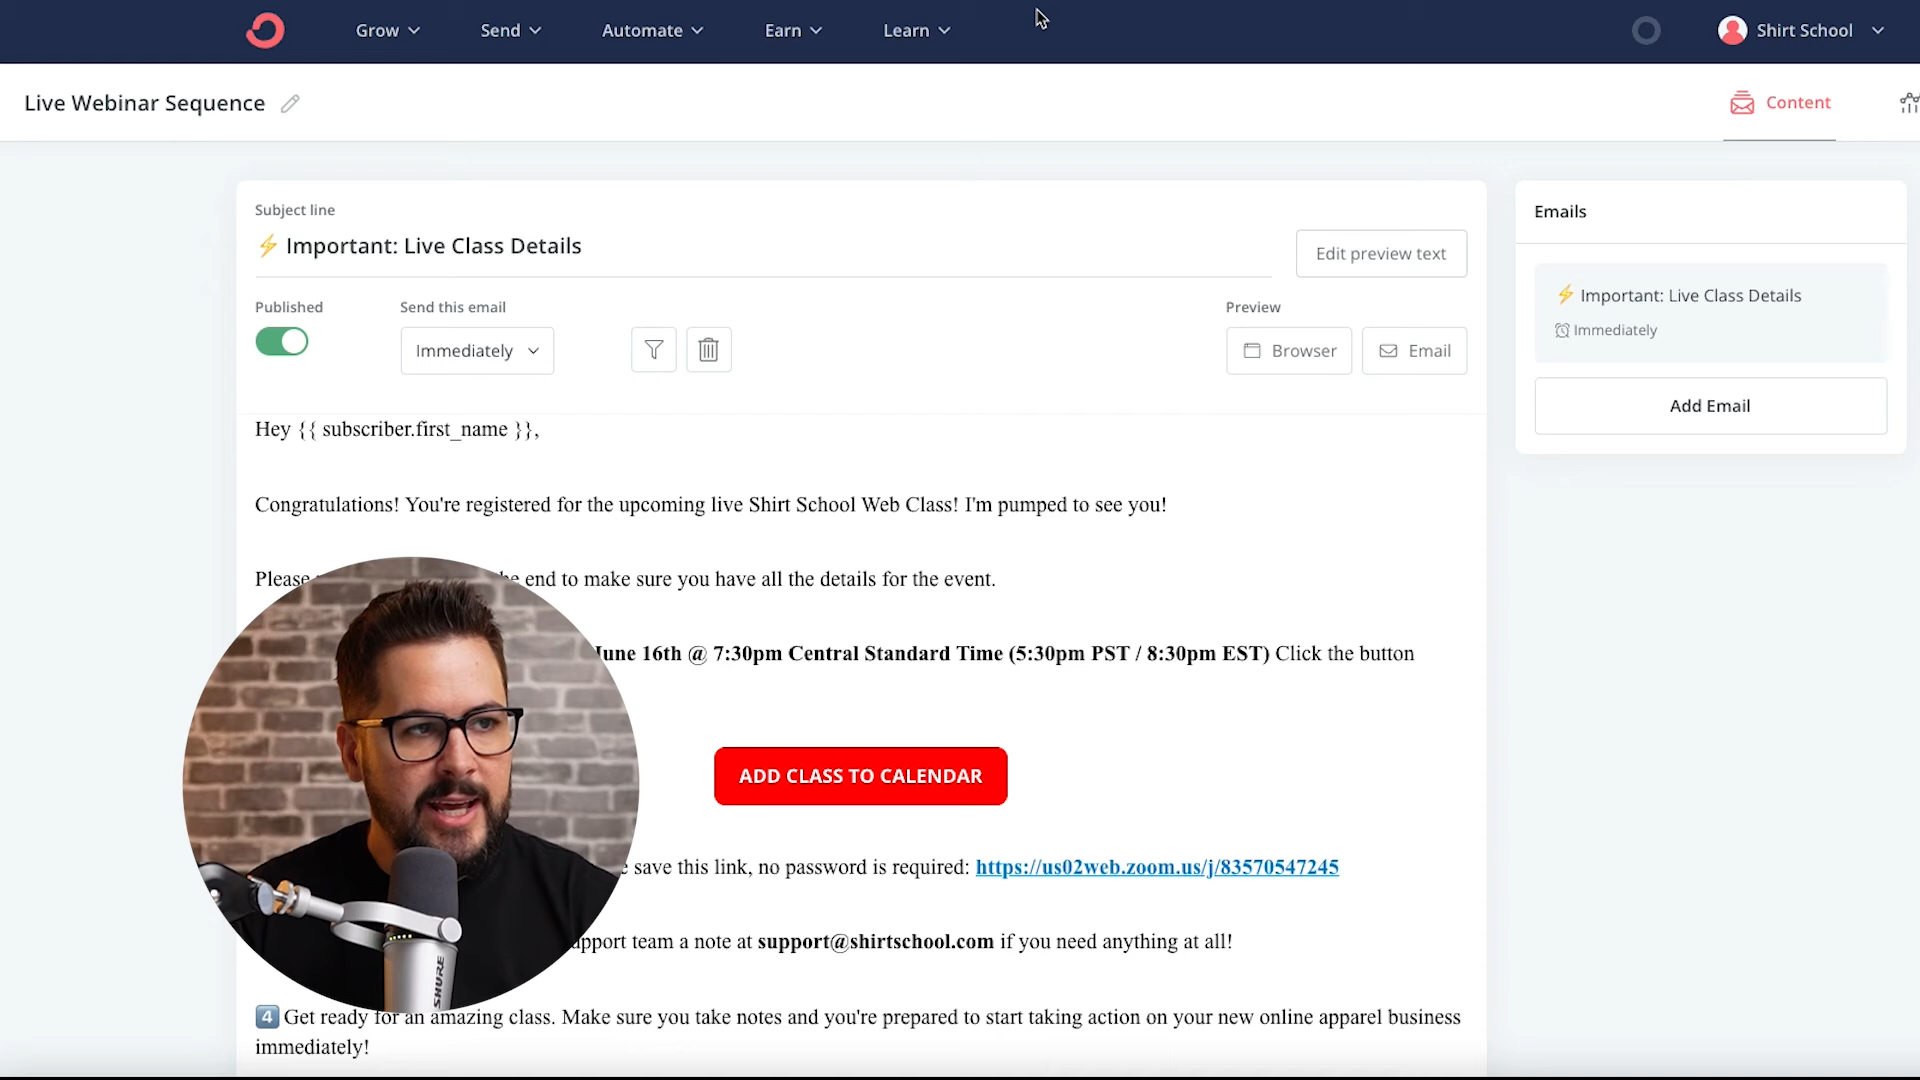 Grow Send Automate Earn Learn Shirt School
Live Webinar Sequence Content
Subject line
⚡ Important: Live Class Details
Edit preview text
Published Send this email Preview
Immediately Browser Email
Hey {{ subscriber.first_name }},
Congratulations! You're registered for the upcoming live Shirt School Web Class! I'm pumped to see you!
Please end to make sure you have all the details for the event.
June 16th @ 7:30pm Central Standard Time (5:30pm PST / 8:30pm EST) Click the button
ADD CLASS TO CALENDAR
save this link, no password is required: https://us02web.zoom.us/j/83570547245
support team a note at support@shirtschool.com if you need anything at all!
4 Get ready for an amazing class. Make sure you take notes and you're prepared to start taking action on your new online apparel business
immediately!
Emails
⚡ Important: Live Class Details
Immediately
Add Email
SHURE